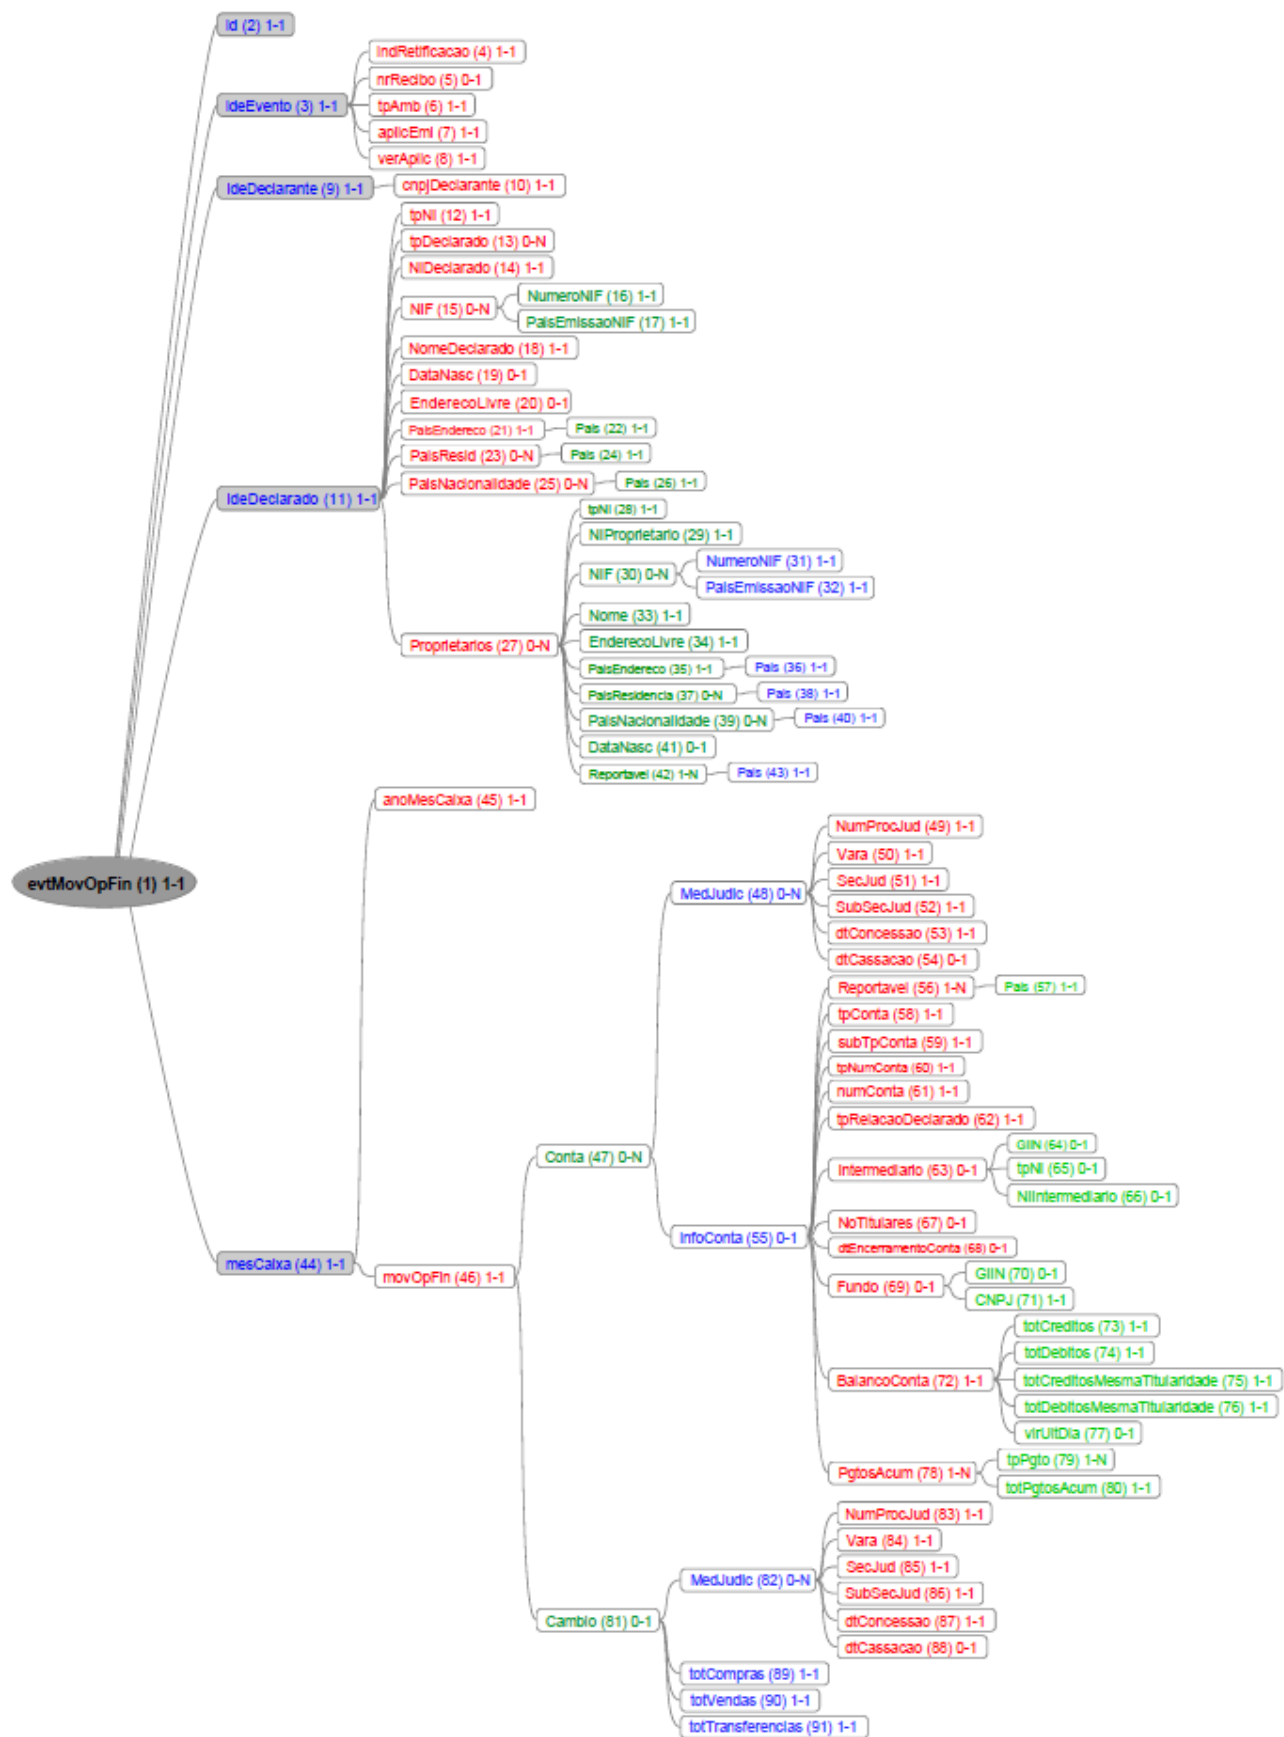 id (2) 1-1
ideEvento (3) 1-1
indRetificacao (4) 1-1
nrRecibo (5) 0-1
tpAmb (6) 1-1
aplicEmi (7) 1-1
verAplic (8) 1-1
ideDeclarante (9) 1-1
cnpjDeclarante (10) 1-1
ideDeclarado (11) 1-1
tpNI (12) 1-1
tpDeclarado (13) 0-N
NIDeclarado (14) 1-1
NIF (15) 0-N
NumeroNIF (16) 1-1
PaisEmissaoNIF (17) 1-1
NomeDeclarado (18) 1-1
DataNasc (19) 0-1
EnderecoLivre (20) 0-1
PaisEndereco (21) 1-1
Pais (22) 1-1
PaisResid (23) 0-N
Pais (24) 1-1
PaisNacionalidade (25) 0-N
Pais (26) 1-1
Proprietarios (27) 0-N
tpNI (28) 1-1
NIProprietario (29) 1-1
NIF (30) 0-N
NumeroNIF (31) 1-1
PaisEmissaoNIF (32) 1-1
Nome (33) 1-1
EnderecoLivre (34) 1-1
PaisEndereco (35) 1-1
Pais (36) 1-1
PaisResidencia (37) 0-N
Pais (38) 1-1
PaisNacionalidade (39) 0-N
Pais (40) 1-1
DataNasc (41) 0-1
Reportavel (42) 1-N
Pais (43) 1-1
evtMovOpFin (1) 1-1
mesCaixa (44) 1-1
anoMesCaixa (45) 1-1
movOpFin (46) 1-1
Conta (47) 0-N
MedJudic (48) 0-N
NumProcJud (49) 1-1
Vara (50) 1-1
SecJud (51) 1-1
SubSecJud (52) 1-1
dtConcessao (53) 1-1
dtCassacao (54) 0-1
InfoConta (55) 0-1
Reportavel (56) 1-N
Pais (57) 1-1
tpConta (58) 1-1
subTpConta (59) 1-1
tpNumConta (60) 1-1
numConta (61) 1-1
tpRelacaoDeclarado (62) 1-1
Intermediario (63) 0-1
GIIN (64) 0-1
tpNI (65) 0-1
NIIntermediario (66) 0-1
NoTitulares (67) 0-1
dtEncerramentoConta (68) 0-1
Fundo (69) 0-1
GIIN (70) 0-1
CNPJ (71) 1-1
BalancoConta (72) 1-1
totCreditos (73) 1-1
totDebitos (74) 1-1
totCreditosMesmaTitularidade (75) 1-1
totDebitosMesmaTitularidade (76) 1-1
vlrUltDia (77) 0-1
PgtosAcum (78) 1-N
tpPgto (79) 1-N
totPgtosAcum (80) 1-1
Cambio (81) 0-1
MedJudic (82) 0-N
NumProcJud (83) 1-1
Vara (84) 1-1
SecJud (85) 1-1
SubSecJud (86) 1-1
dtConcessao (87) 1-1
dtCassacao (88) 0-1
totCompras (89) 1-1
totVendas (90) 1-1
totTransferencias (91) 1-1